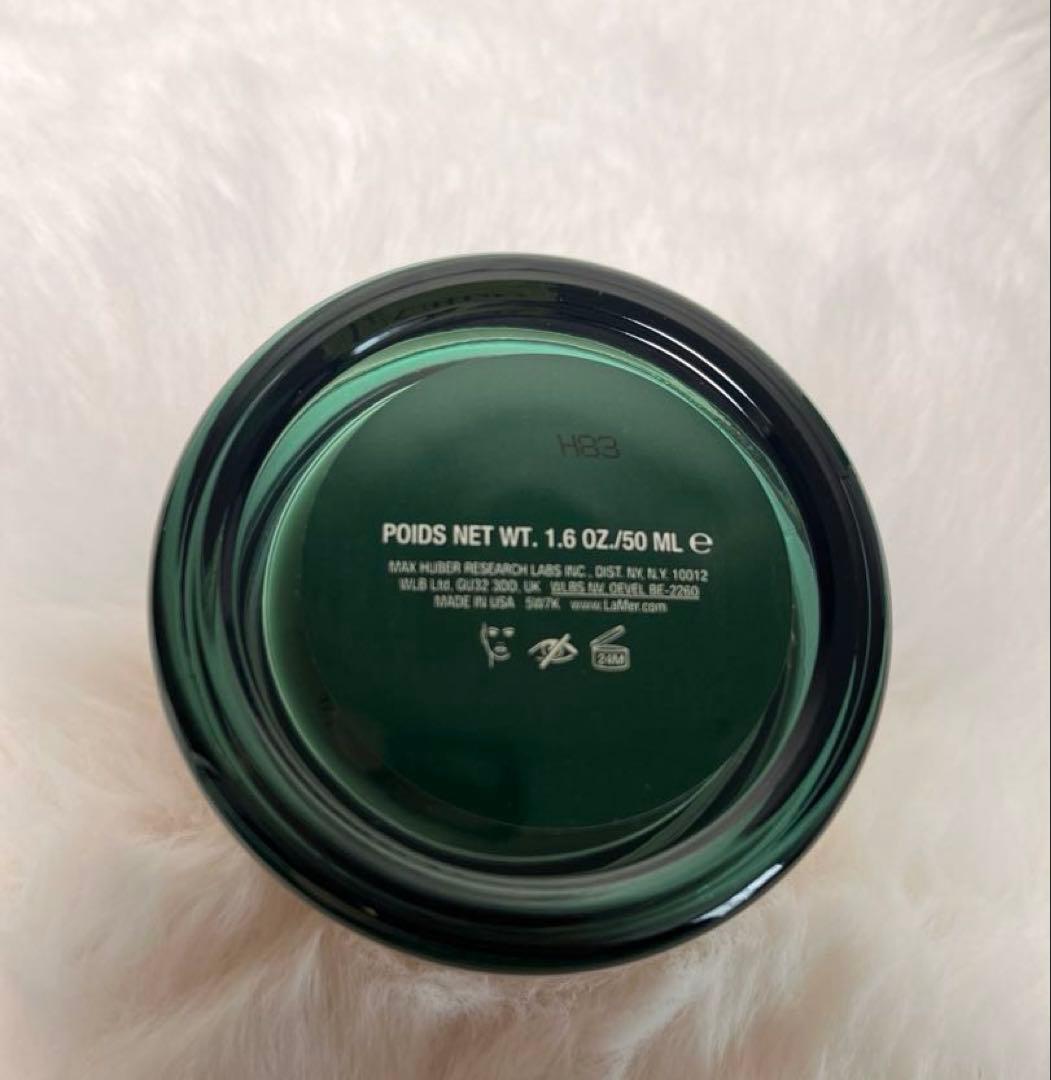 H83
POIDS NET WT. 1.6 OZ./50 ML ℮
MAX HUBER RESEARCH LABS INC., DIST. NY, N.Y. 10012
WLB Ltd. GU32 3DD, UK WLBS NV, OEVEL BE-2260
MADE IN USA 5W7K www.LaMer.com
24M